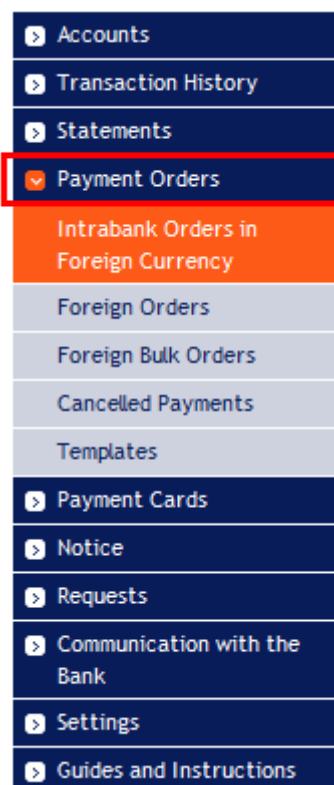 Accounts
Transaction History
Statements
Payment Orders
Intrabank Orders in
Foreign Currency
Foreign Orders
Foreign Bulk Orders
Cancelled Payments
Templates
Payment Cards
Notice
Requests
Communication with the
Bank
Settings
Guides and Instructions